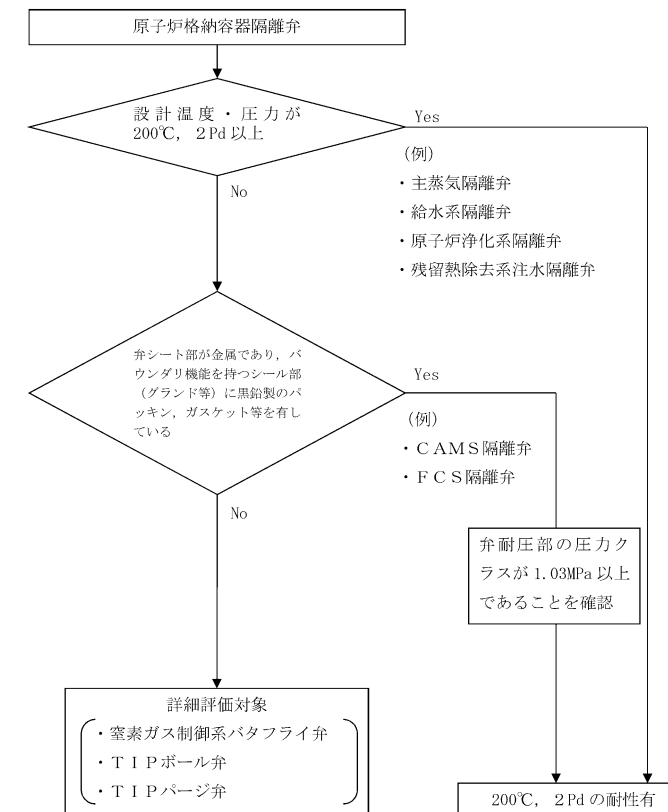 原子炉格納容器隔離弁
設計温度・圧力が
200℃，２Pd以上
Yes
（例）
・主蒸気隔離弁
・給水系隔離弁
・原子炉浄化系隔離弁
・残留熱除去系注水隔離弁
No
弁シート部が金属であり，バ
ウンダリ機能を持つシール部
（グランド等）に黒鉛製のパ
ッキン，ガスケット等を有し
ている
Yes
（例）
・ＣＡＭＳ隔離弁
・ＦＣＳ隔離弁
No
弁耐圧部の圧力ク
ラスが 1.03MPa 以上
であることを確認
詳細評価対象
・窒素ガス制御系バタフライ弁
・ＴＩＰボール弁
・ＴＩＰパージ弁
200℃，２Pd の耐性有